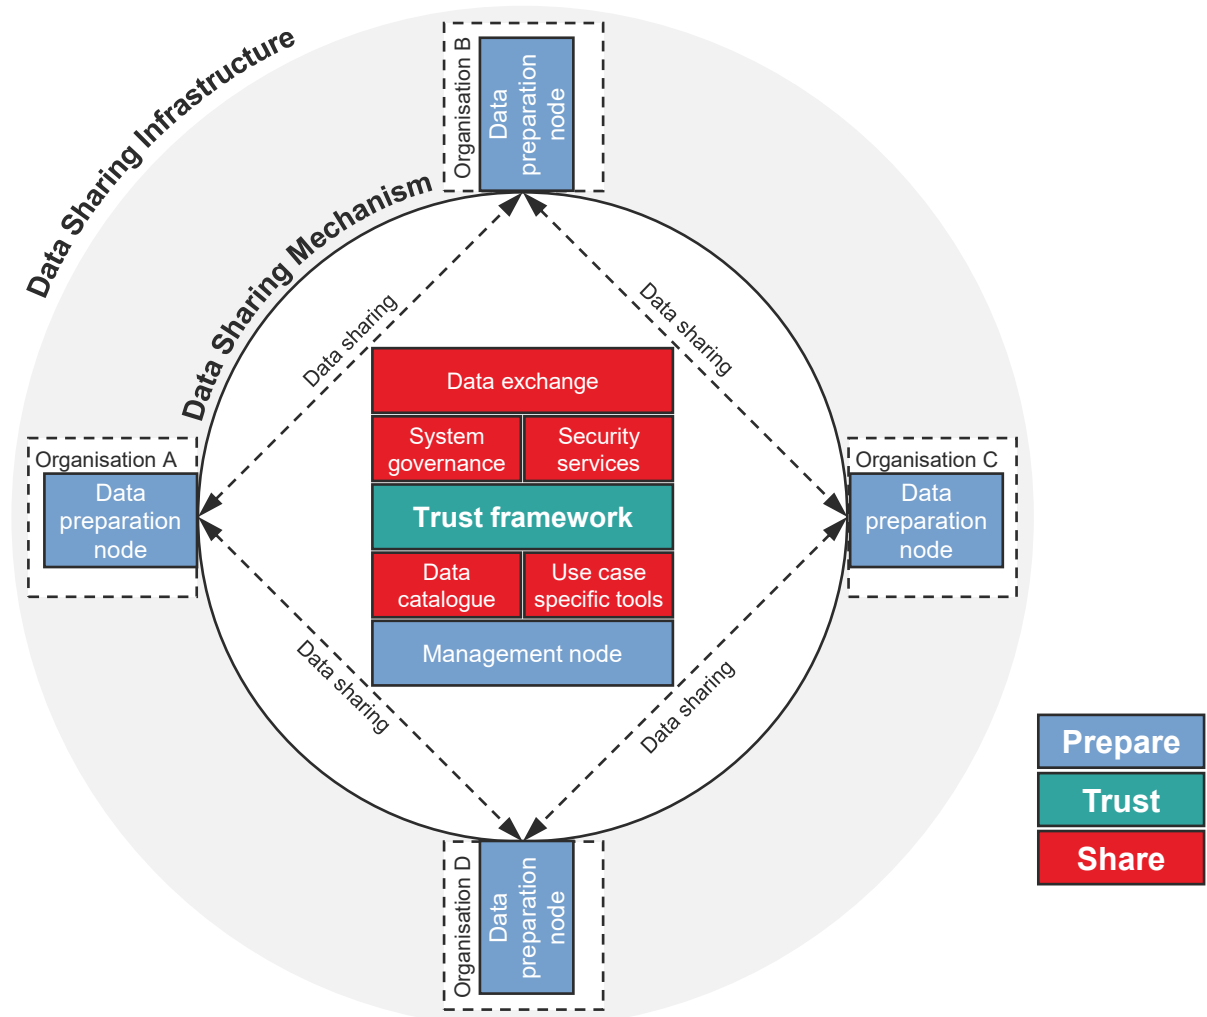 Data Sharing Infrastructure
Data Sharing Mechanism
Organisation B
Data
preparation
node
Data sharing
Data sharing
Data exchange
System
governance
Security
services
Organisation A
Data
preparation
node
Trust framework
Organisation C
Data
preparation
node
Data
catalogue
Use case
specific tools
Management node
Data sharing
Data sharing
Organisation D
Data
preparation
node
Prepare
Trust
Share